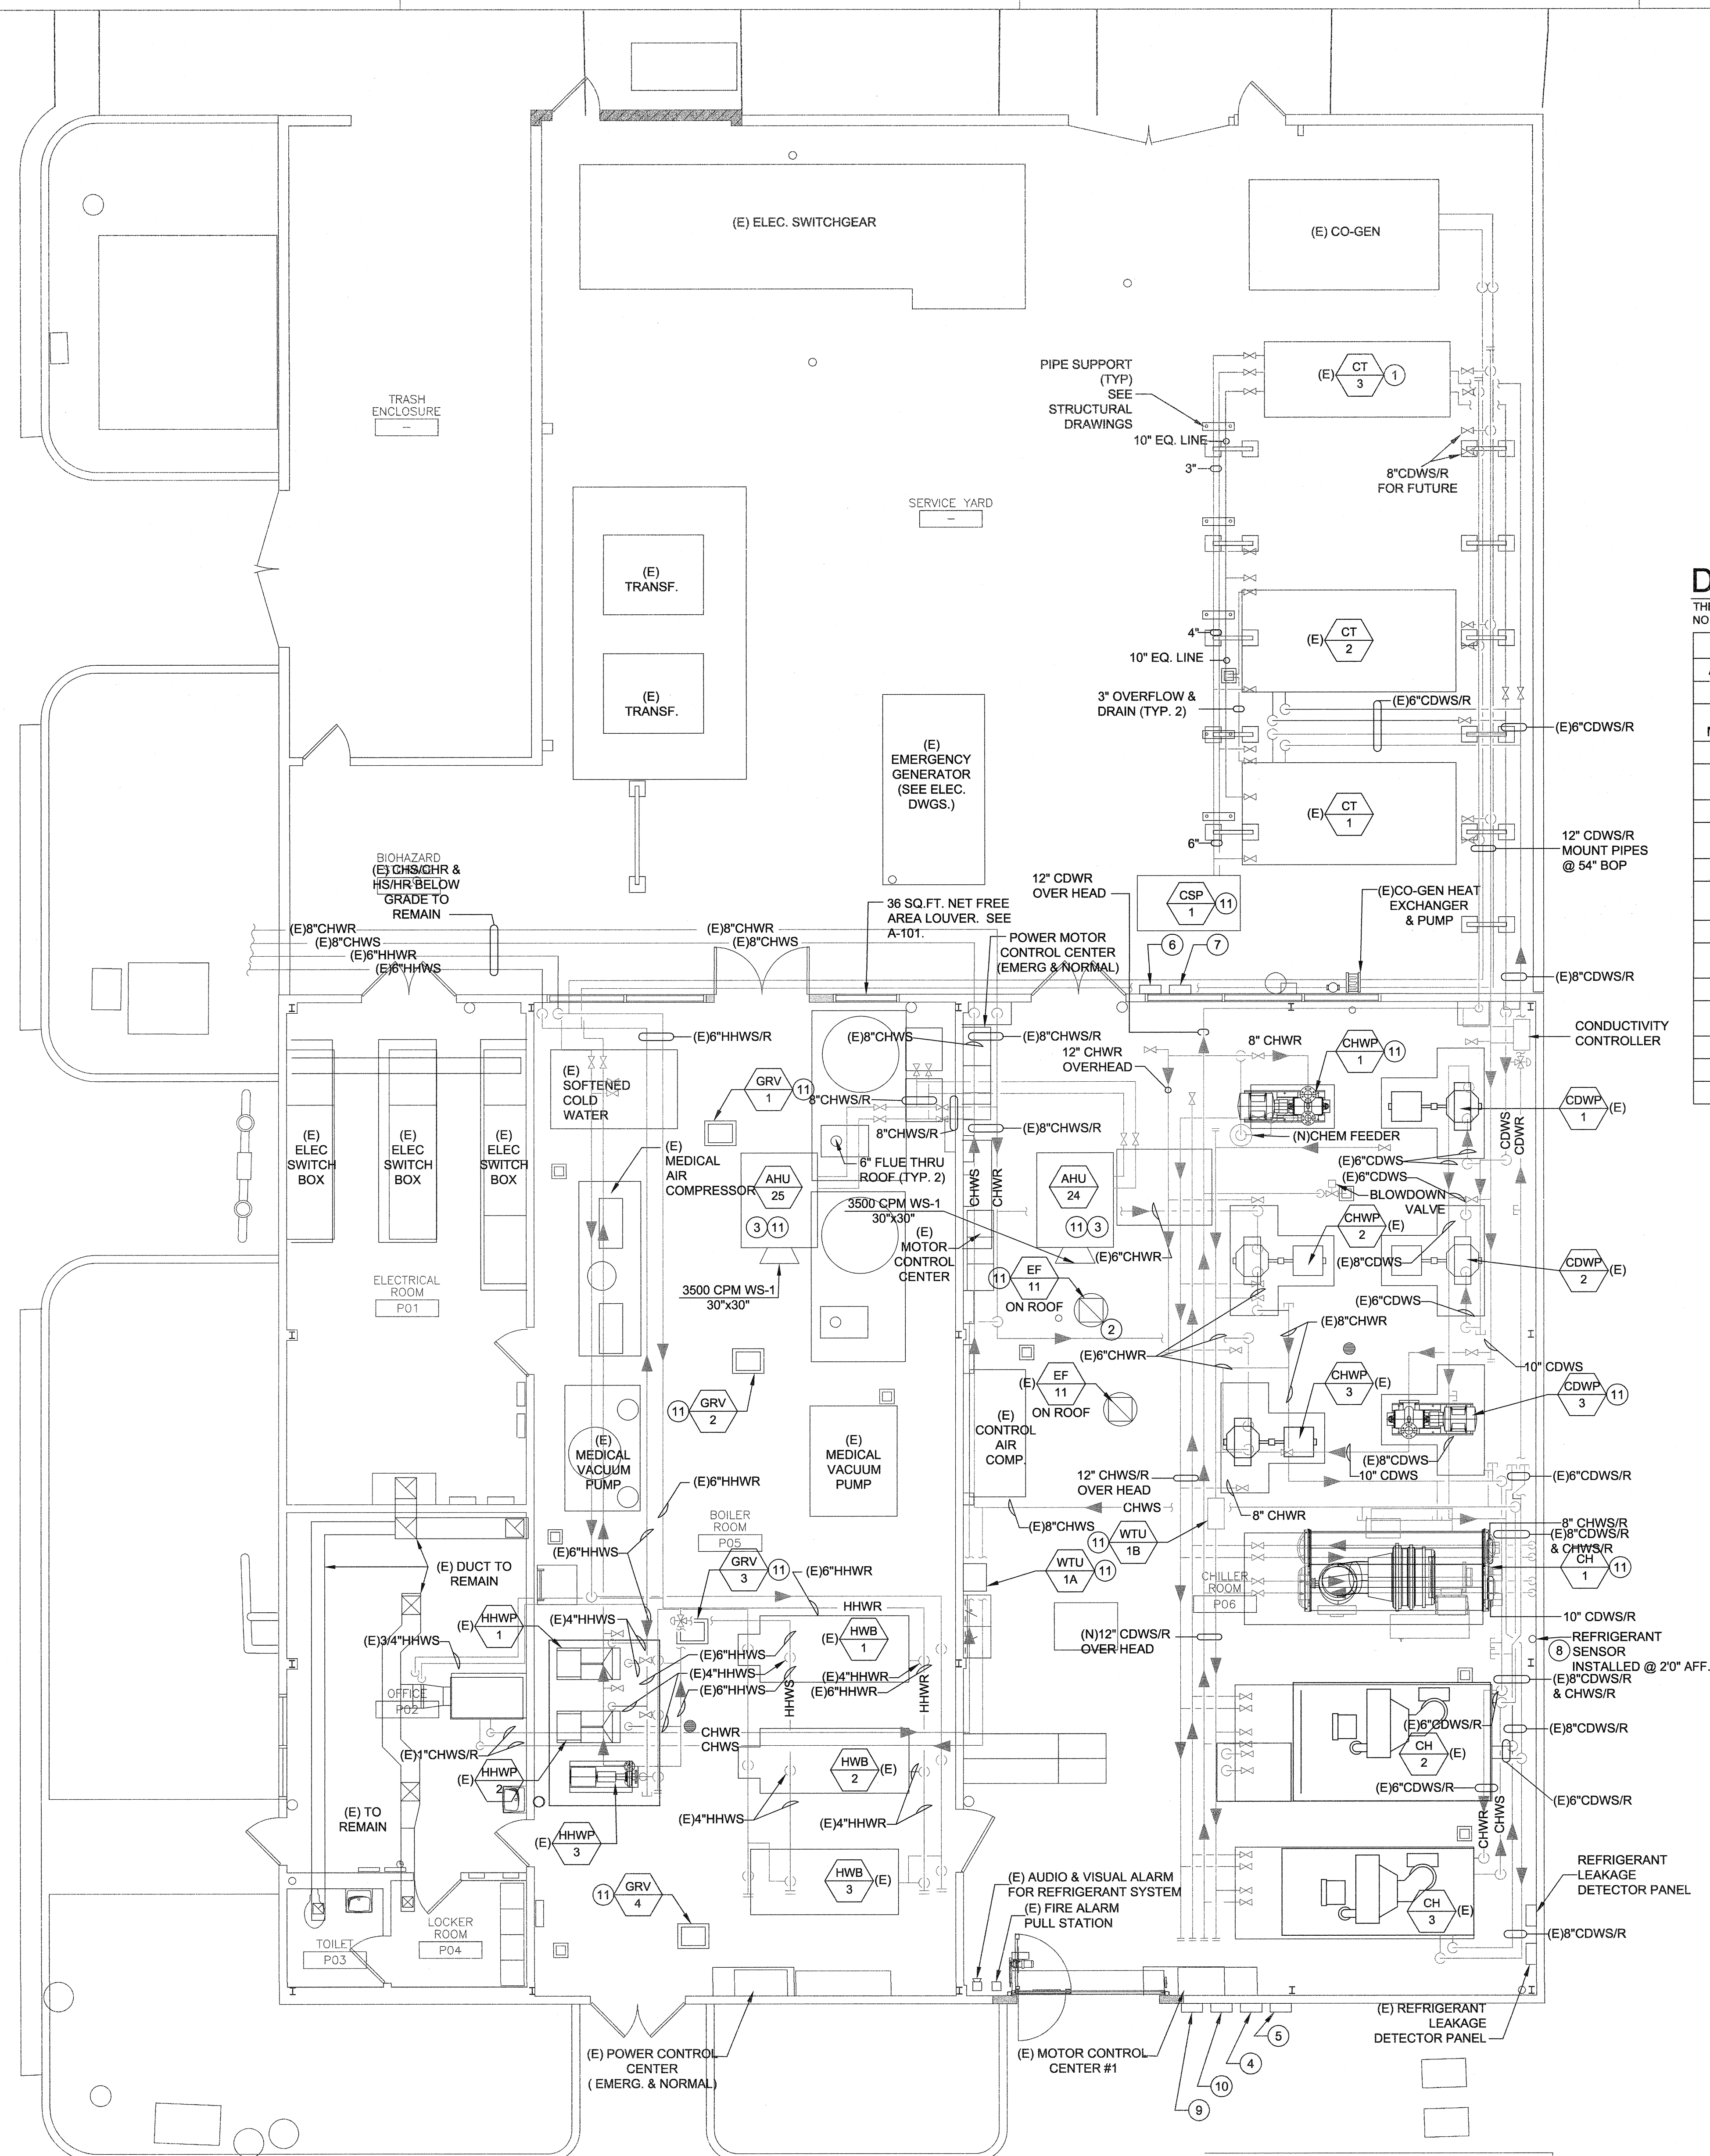 (E) ELEC. SWITCHGEAR
(E) CO-GEN
TRASH
ENCLOSURE
PIPE SUPPORT
(TYP)
SEE
STRUCTURAL
DRAWINGS
(E)
CT
3
1
10" EQ. LINE
3"
8"CDWS/R
FOR FUTURE
SERVICE YARD
(E)
TRANSF.
(E)
TRANSF.
4"
10" EQ. LINE
(E)
CT
2
3" OVERFLOW &
DRAIN (TYP. 2)
(E)6"CDWS/R
(E)6"CDWS/R
(E)
EMERGENCY
GENERATOR
(SEE ELEC.
DWGS.)
(E)
CT
1
6"
12" CDWS/R
MOUNT PIPES
@ 54" BOP
D
THE
NO
BIOHAZARD
(E) CHS/CHR &
HS/HR BELOW
GRADE TO
REMAIN
(E)8"CHWR
(E)8"CHWS
(E)6"HHWR
(E)6"HHWS
(E)8"CHWR
(E)8"CHWS
36 SQ.FT. NET FREE
AREA LOUVER. SEE
A-101.
12" CDWR
OVER HEAD
CSP
1
11
(E)CO-GEN HEAT
EXCHANGER
& PUMP
POWER MOTOR
CONTROL CENTER
(EMERG & NORMAL)
6
7
(E)8"CDWS/R
(E)6"HHWS/R
(E)8"CHWS
(E)8"CHWS/R
12" CHWR
OVERHEAD
8" CHWR
CHWP
1
11
CONDUCTIVITY
CONTROLLER
(E)
SOFTENED
COLD
WATER
GRV
1
11
8"CHWS/R
8"CHWS/R
(E)8"CHWS/R
(N)CHEM FEEDER
CDWP
1
(E)
CDWS
CDWR
(E)
ELEC
SWITCH
BOX
(E)
ELEC
SWITCH
BOX
(E)
ELEC
SWITCH
BOX
(E)
MEDICAL
AIR
COMPRESSOR
AHU
25
3
11
6" FLUE THRU
ROOF (TYP. 2)
CHWS
CHWR
AHU
24
11
3
(E)6"CDWS
(E)6"CDWS
BLOWDOWN
VALVE
3500 CPM WS-1
30"x30"
(E)
MOTOR
CONTROL
CENTER
CHWP
2
(E)
(E)6"CHWR
(E)8"CDWS
CDWP
2
(E)
ELECTRICAL
ROOM
P01
3500 CPM WS-1
30"x30"
11
EF
11
ON ROOF
2
(E)6"CDWS
(E)8"CHWR
(E)6"CHWR
10" CDWS
11
GRV
2
(E)
EF
11
ON ROOF
CHWP
3
(E)
CDWP
3
11
(E)
CONTROL
AIR
COMP.
(E)
MEDICAL
VACUUM
PUMP
(E)
MEDICAL
VACUUM
PUMP
(E)8"CDWS
10" CDWS
(E)6"HHWR
12" CHWS/R
OVER HEAD
(E)6"CDWS/R
CHWS
8" CHWR
BOILER
ROOM
P05
(E)8"CHWS
11
WTU
1B
8" CHWS/R
(E)8"CDWS/R
& CHWS/R
(E)6"HHWS
GRV
3
11
(E)6"HHWR
WTU
1A
11
CH
1
11
(E) DUCT TO
REMAIN
CHILLER
ROOM
P06
HHWP
1
(E)4"HHWS
HHWR
HWB
1
(E)
10" CDWS/R
(E)3/4"HHWS
(N)12" CDWS/R
OVER HEAD
REFRIGERANT
SENSOR
INSTALLED @ 2'0" AFF.
8
(E)6"HHWS
(E)4"HHWS
(E)6"HHWS
(E)4"HHWR
(E)6"HHWR
HHWS
HHWR
OFFICE
P02
(E)8"CDWS/R
& CHWS/R
(E)6"CDWS/R
(E)8"CDWS/R
CHWR
CHWS
(E)1"CHWS/R
(E)
HHWP
2
HWB
2
(E)
CH
2
(E)
(E)6"CDWS/R
(E)6"CDWS/R
(E) TO
REMAIN
(E)4"HHWS
(E)4"HHWR
CHWR
CHWS
(E)
HHWP
3
HWB
3
(E)
(E) AUDIO & VISUAL ALARM
FOR REFRIGERANT SYSTEM
(E) FIRE ALARM
PULL STATION
REFRIGERANT
LEAKAGE
DETECTOR PANEL
11
GRV
4
CH
3
(E)
LOCKER
ROOM
P04
TOILET
P03
(E)8"CDWS/R
(E) POWER CONTROL
CENTER
( EMERG. & NORMAL)
(E) MOTOR CONTROL
CENTER #1
(E) REFRIGERANT
LEAKAGE
DETECTOR PANEL
5
4
10
9